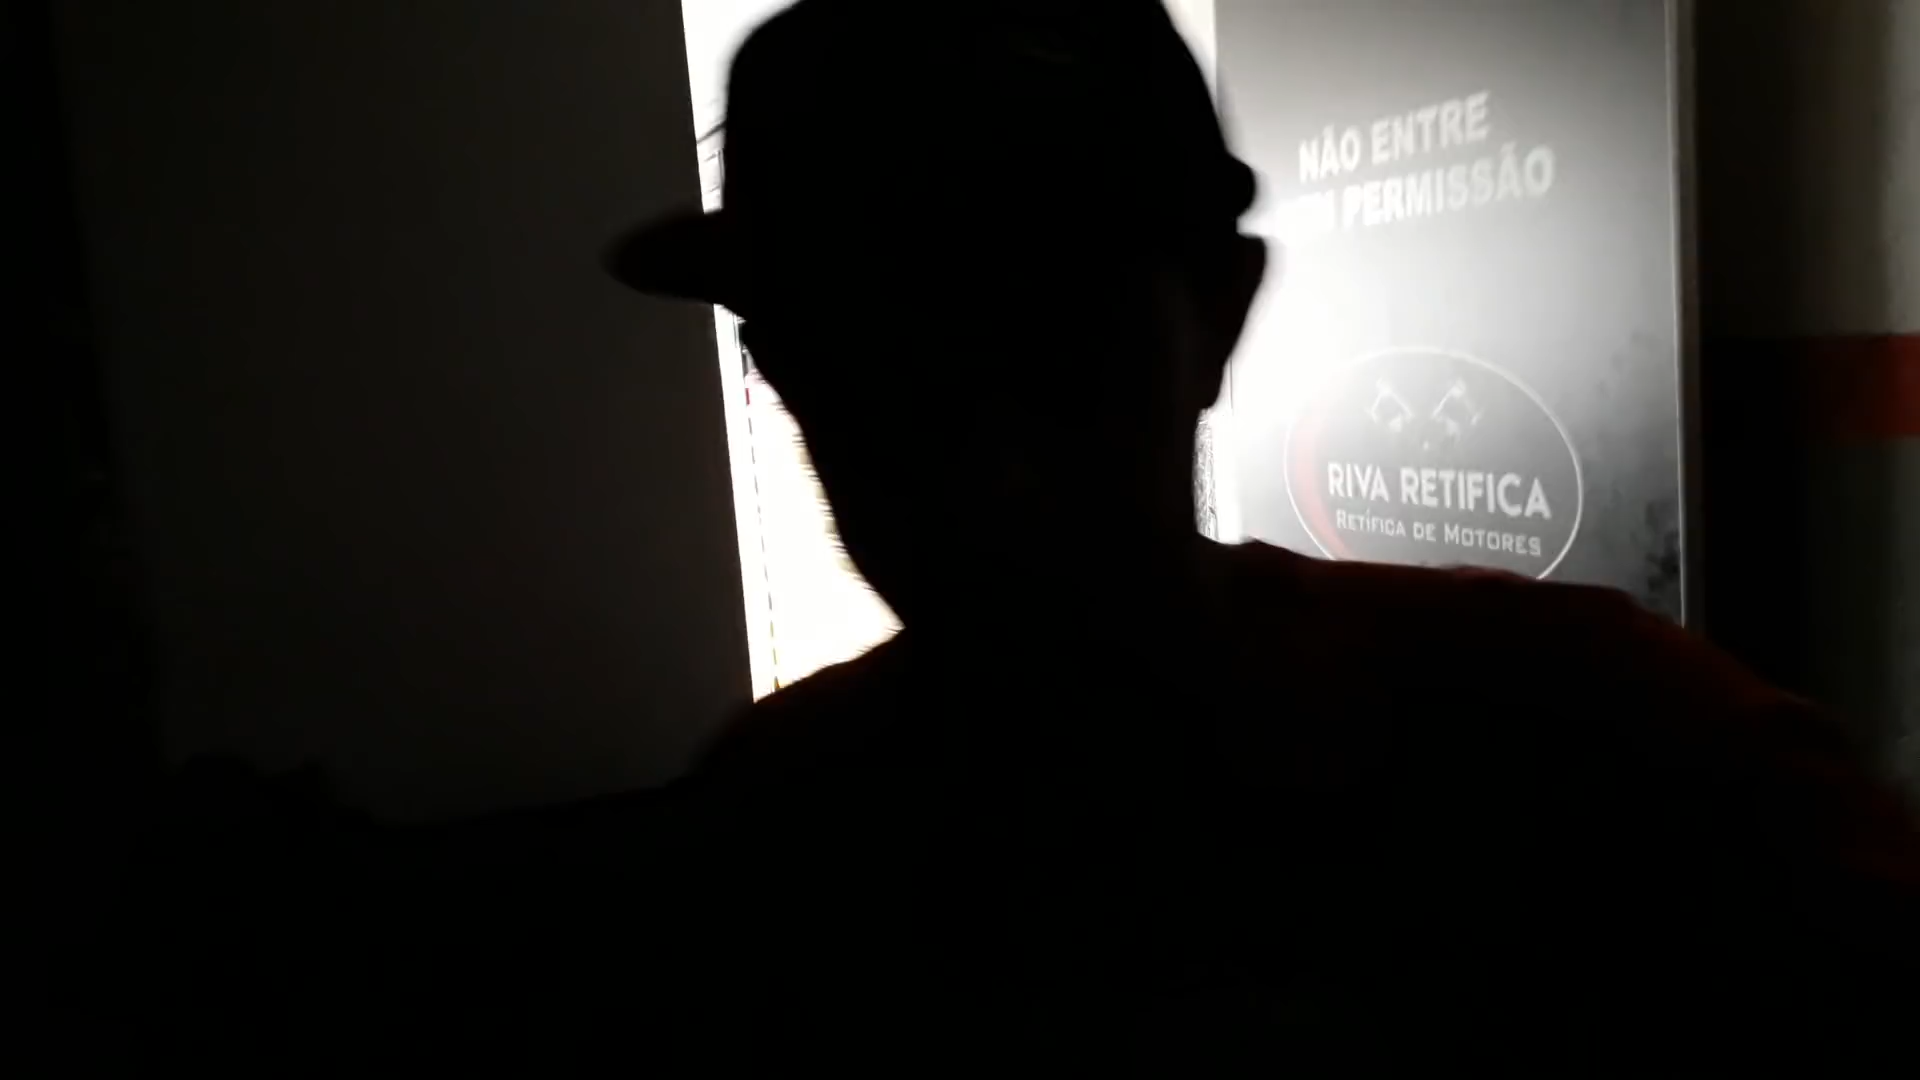 NÃO ENTRE
PERMISSÃO
RIVA RETIFICA
RETÍFICA DE MOTORES